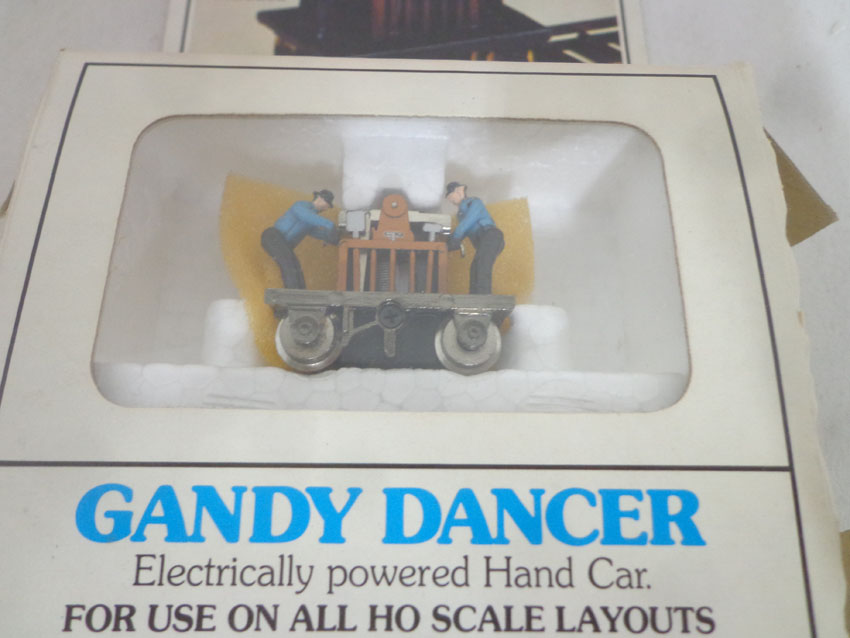 GANDY DANCER
Electrically powered Hand Car.
FOR USE ON ALL HO SCALE LAYOUTS